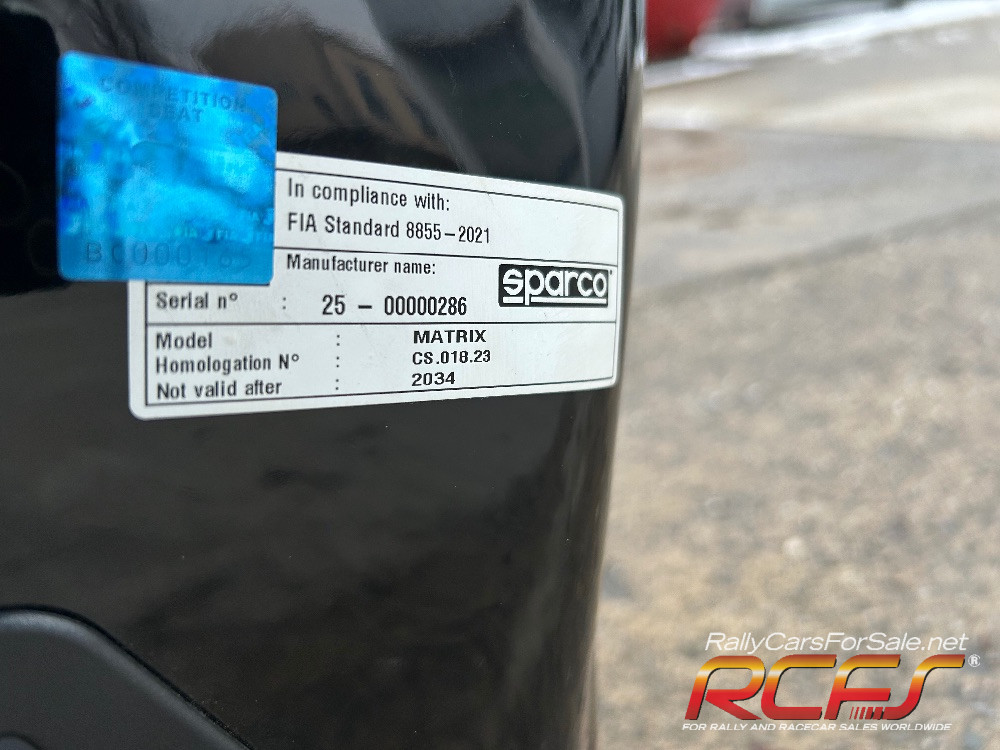 COMPETITION
SEAT
In compliance with:
FIA Standard 8855-2021
Manufacturer name:
sparco
Serial n° : 25 - 00000286
Model : MATRIX
Homologation N° : CS.018.23
Not valid after : 2034
RallyCarsForSale.net
RCFS®
FOR RALLY AND RACECAR SALES WORLDWIDE